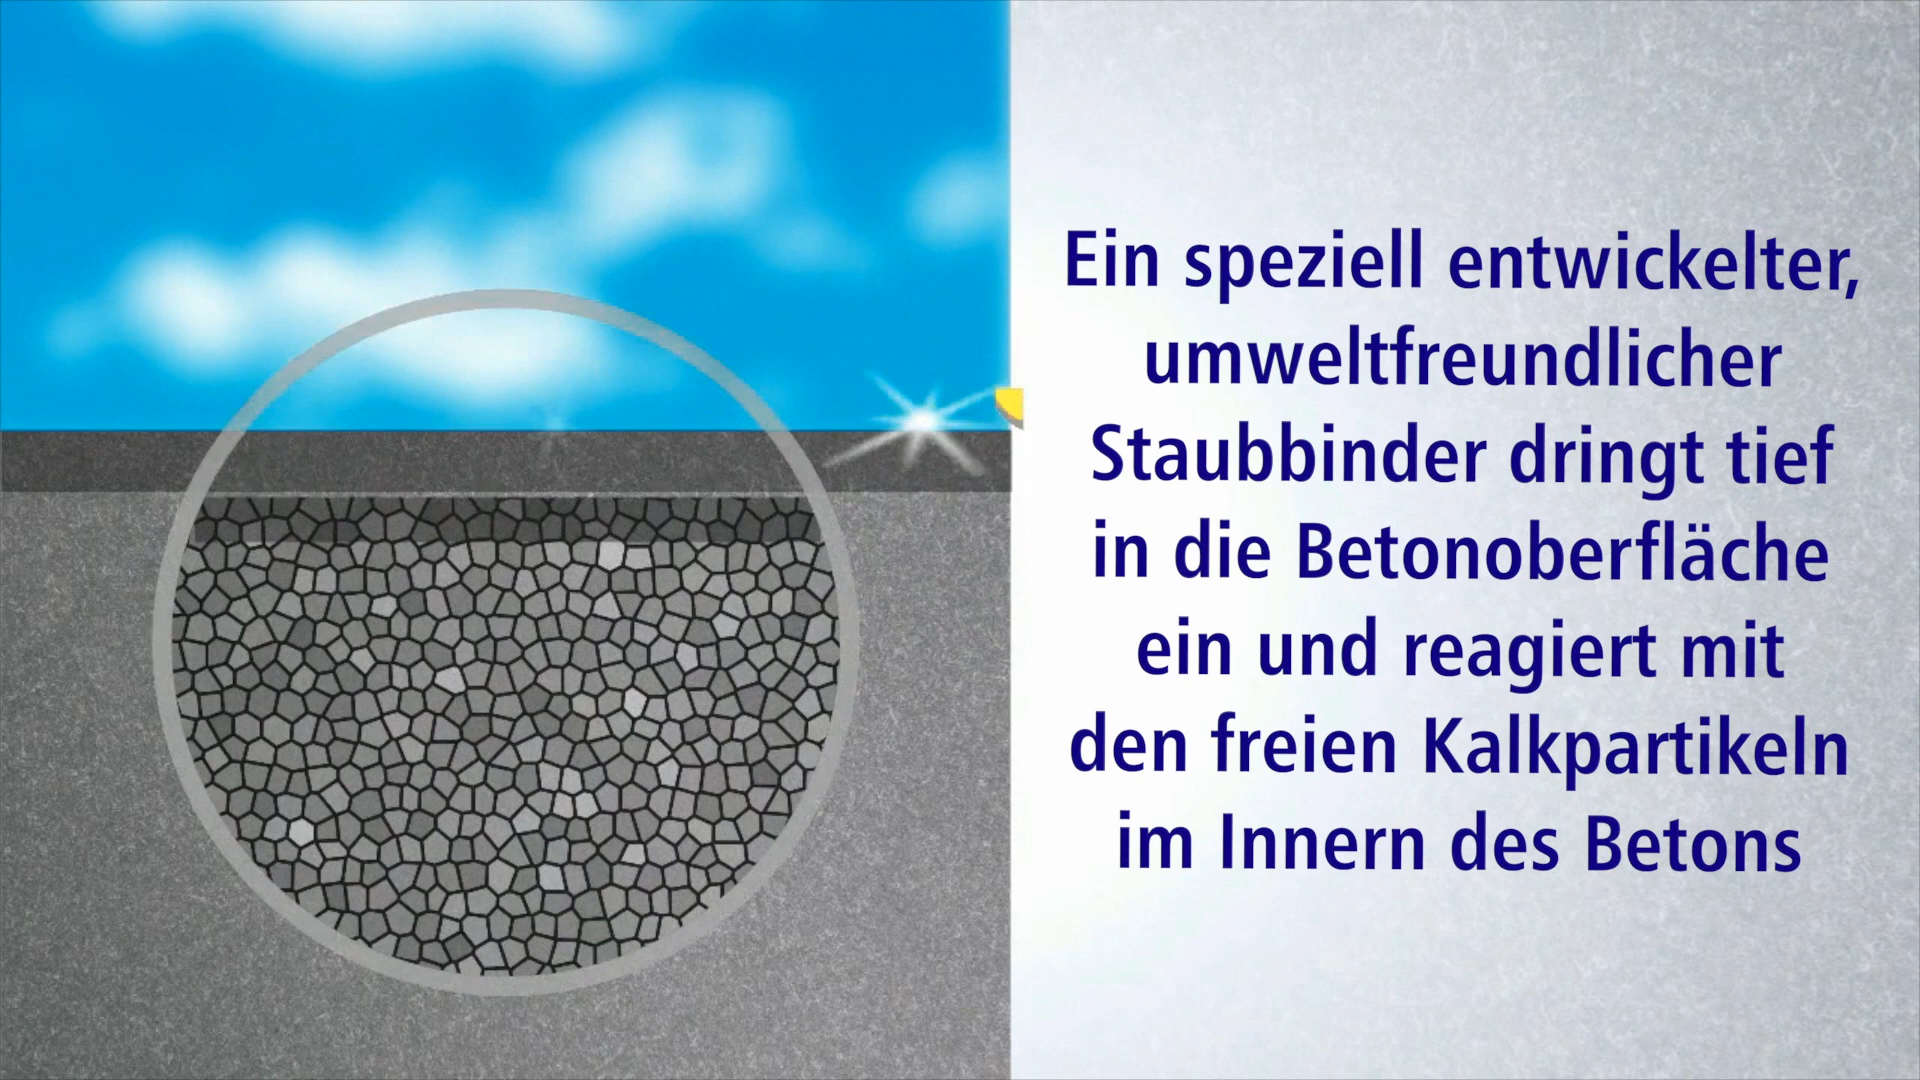 Ein speziell entwickelter,
umweltfreundlicher
Staubbinder dringt tief
in die Betonoberfläche
ein und reagiert mit
den freien Kalkpartikeln
im Innern des Betons